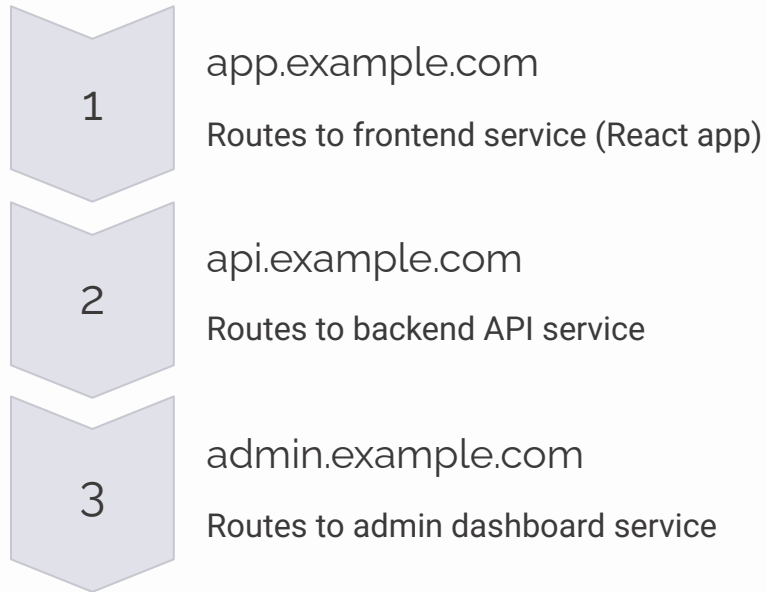 1
app.example.com
Routes to frontend service (React app)
2
api.example.com
Routes to backend API service
3
admin.example.com
Routes to admin dashboard service